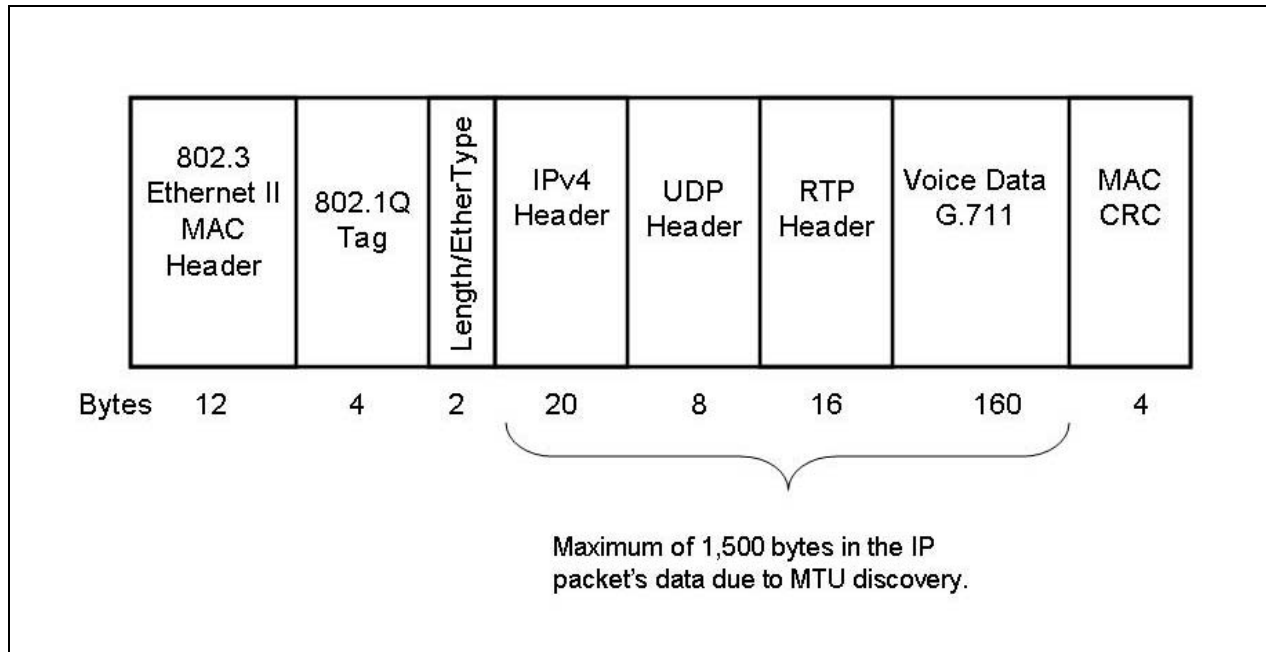 802.3
Ethernet II
MAC
Header
802.1Q
Tag
Length/EtherType
IPv4
Header
UDP
Header
RTP
Header
Voice Data
G.711
MAC
CRC
Bytes 12 4 2 20 8 16 160 4
Maximum of 1,500 bytes in the IP
packet's data due to MTU discovery.